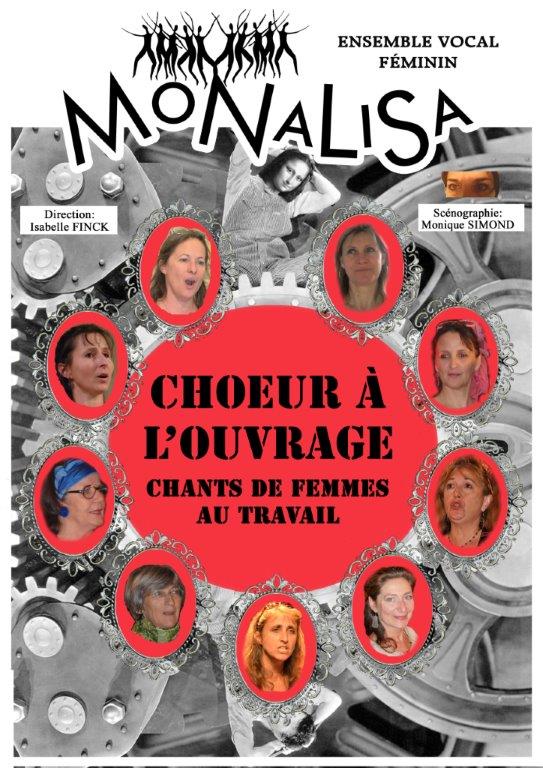 ENSEMBLE VOCAL
FÉMININ
MONALISA
Direction:
Isabelle FINCK
Scénographie:
Monique SIMOND
CHOEUR À
L'OUVRAGE
CHANTS DE FEMMES
AU TRAVAIL